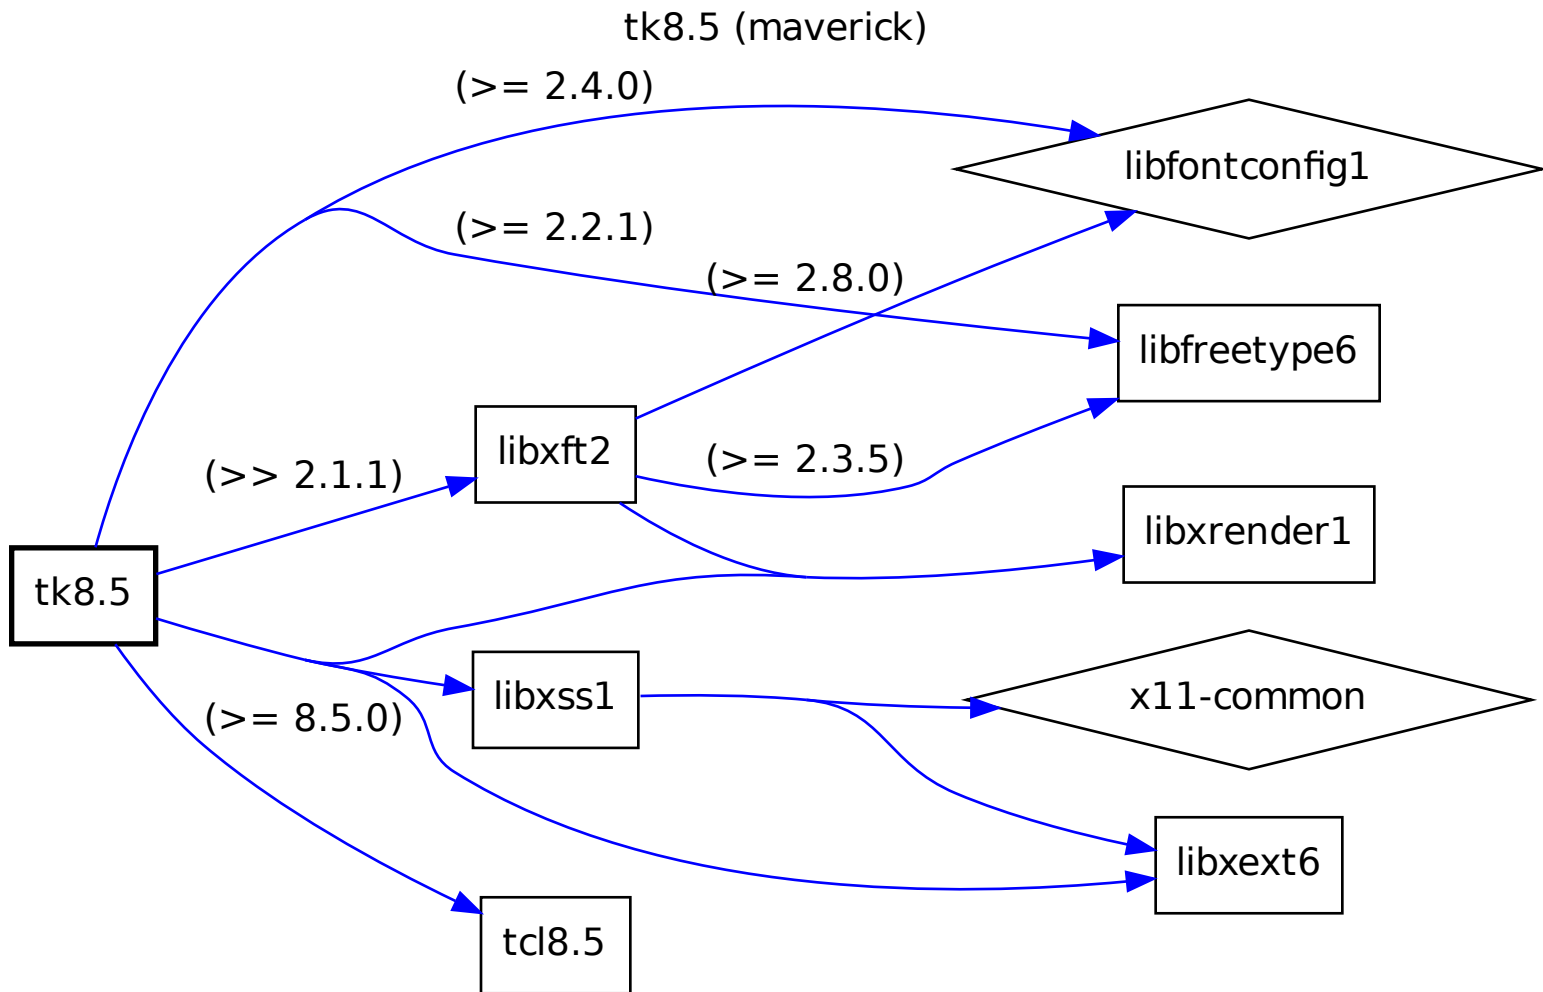 tk8.5 (maverick)
(>= 2.4.0)
libfontconfig1
(>= 2.2.1)
(>= 2.8.0)
libfreetype6
libxft2
(>= 2.3.5)
(>> 2.1.1)
libxrender1
tk8.5
libxss1
x11-common
(>= 8.5.0)
libxext6
tcl8.5